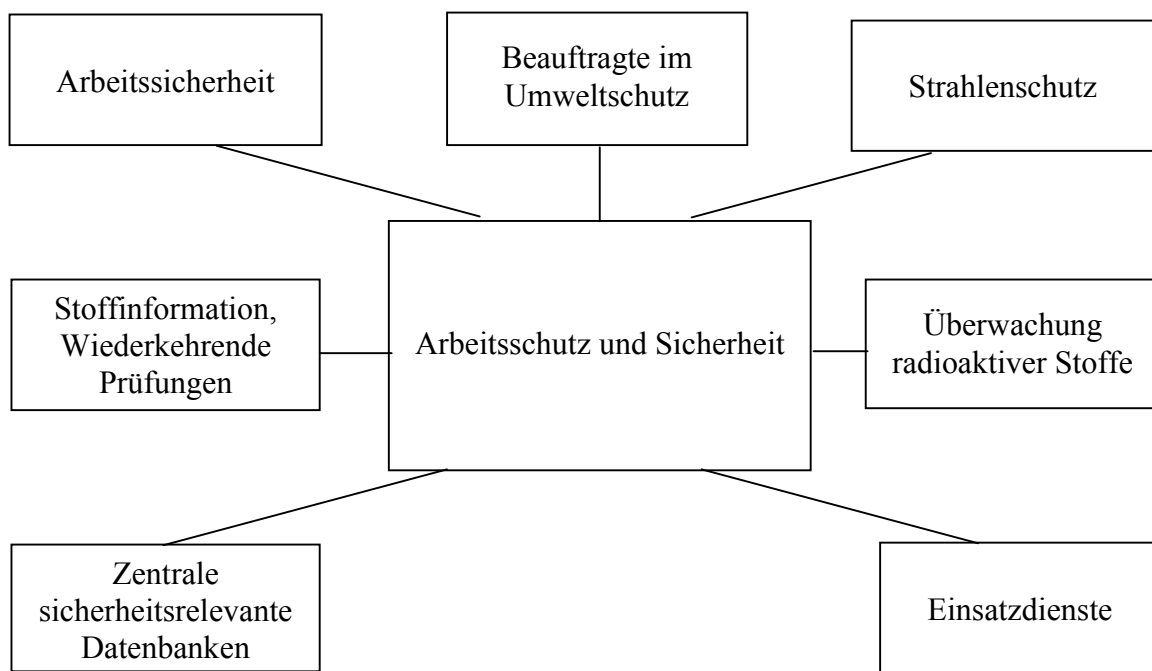 Arbeitssicherheit
Beauftragte im
Umweltschutz
Strahlenschutz
Stoffinformation,
Wiederkehrende
Prüfungen
Arbeitsschutz und Sicherheit
Überwachung
radioaktiver Stoffe
Zentrale
sicherheitsrelevante
Datenbanken
Einsatzdienste